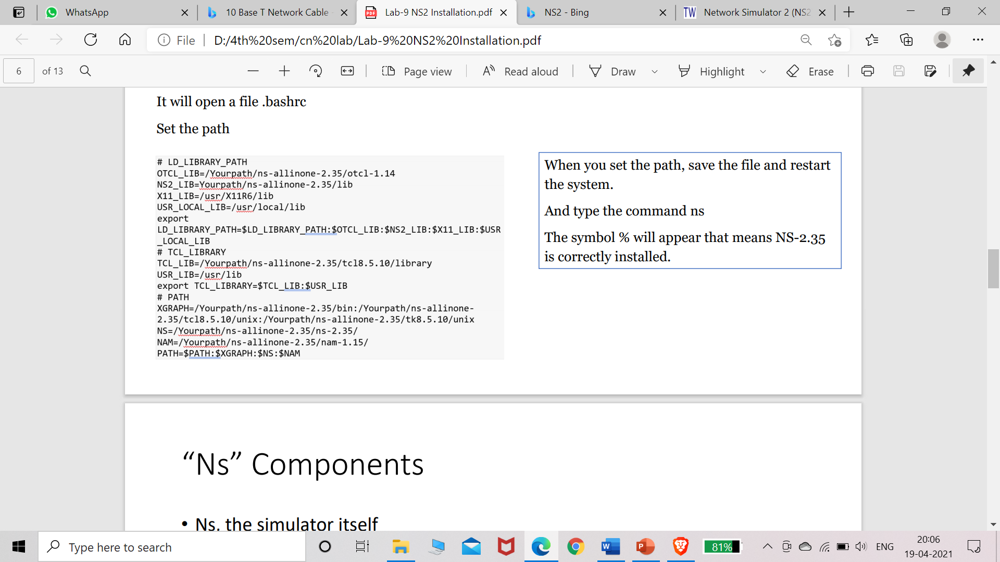 WhatsApp
10 Base T Network Cable
Lab-9 NS2 Installation.pdf
NS2 - Bing
TW Network Simulator 2 (NS2
File
D:/4th%20sem/cn%20lab/Lab-9%20NS2%20Installation.pdf
6 of 13
Page view
Read aloud
Draw
Highlight
Erase
It will open a file .bashrc
Set the path
# LD_LIBRARY_PATH
OTCL_LIB=/Yourpath/ns-allinone-2.35/otcl-1.14
NS2_LIB=Yourpath/ns-allinone-2.35/lib
X11_LIB=/usr/X11R6/lib
USR_LOCAL_LIB=/usr/local/lib
export
LD_LIBRARY_PATH=$LD_LIBRARY_PATH:$OTCL_LIB:$NS2_LIB:$X11_LIB:$USR
_LOCAL_LIB
# TCL_LIBRARY
TCL_LIB=/Yourpath/ns-allinone-2.35/tcl8.5.10/library
USR_LIB=/usr/lib
export TCL_LIBRARY=$TCL_LIB:$USR_LIB
# PATH
XGRAPH=/Yourpath/ns-allinone-2.35/bin:/Yourpath/ns-allinone-
2.35/tcl8.5.10/unix:/Yourpath/ns-allinone-2.35/tk8.5.10/unix
NS=/Yourpath/ns-allinone-2.35/ns-2.35/
NAM=/Yourpath/ns-allinone-2.35/nam-1.15/
PATH=$PATH:$XGRAPH:$NS:$NAM
When you set the path, save the file and restart
the system.
And type the command ns
The symbol % will appear that means NS-2.35
is correctly installed.
“Ns” Components
• Ns, the simulator itself
Type here to search
81%
ENG
20:06
19-04-2021